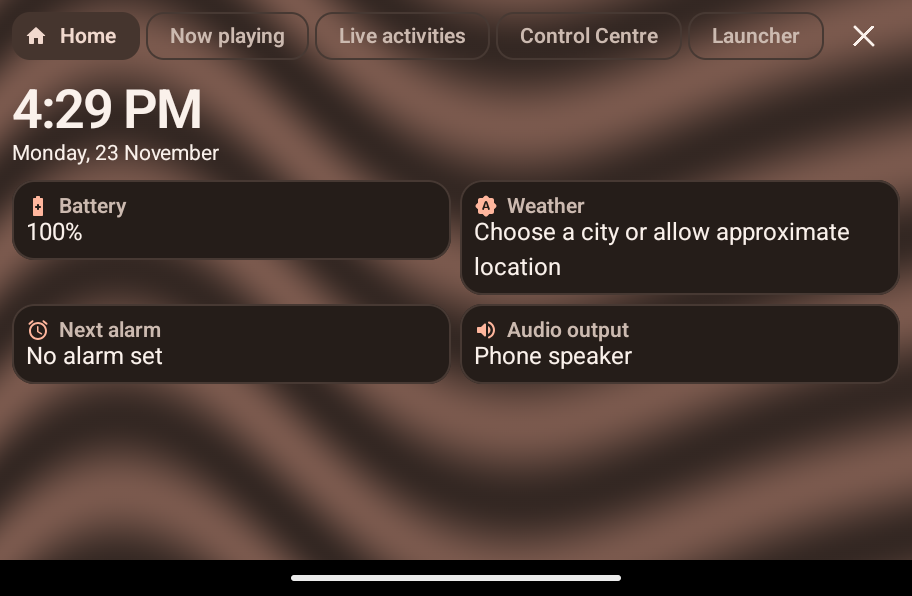 Home
Now playing
Live activities
Control Centre
Launcher
4:29 PM
Monday, 23 November
Battery
100%
Weather
Choose a city or allow approximate
location
Next alarm
No alarm set
Audio output
Phone speaker